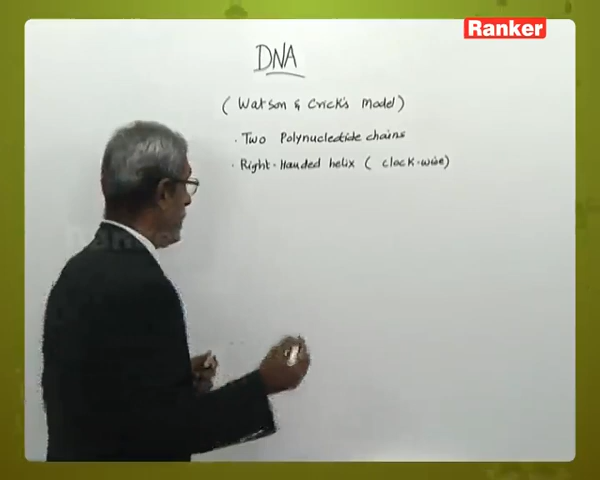 Ranker
DNA
(Watson & Crick's Model)
· Two Polynucleotide chains
· Right-Handed helix (clock-wise)